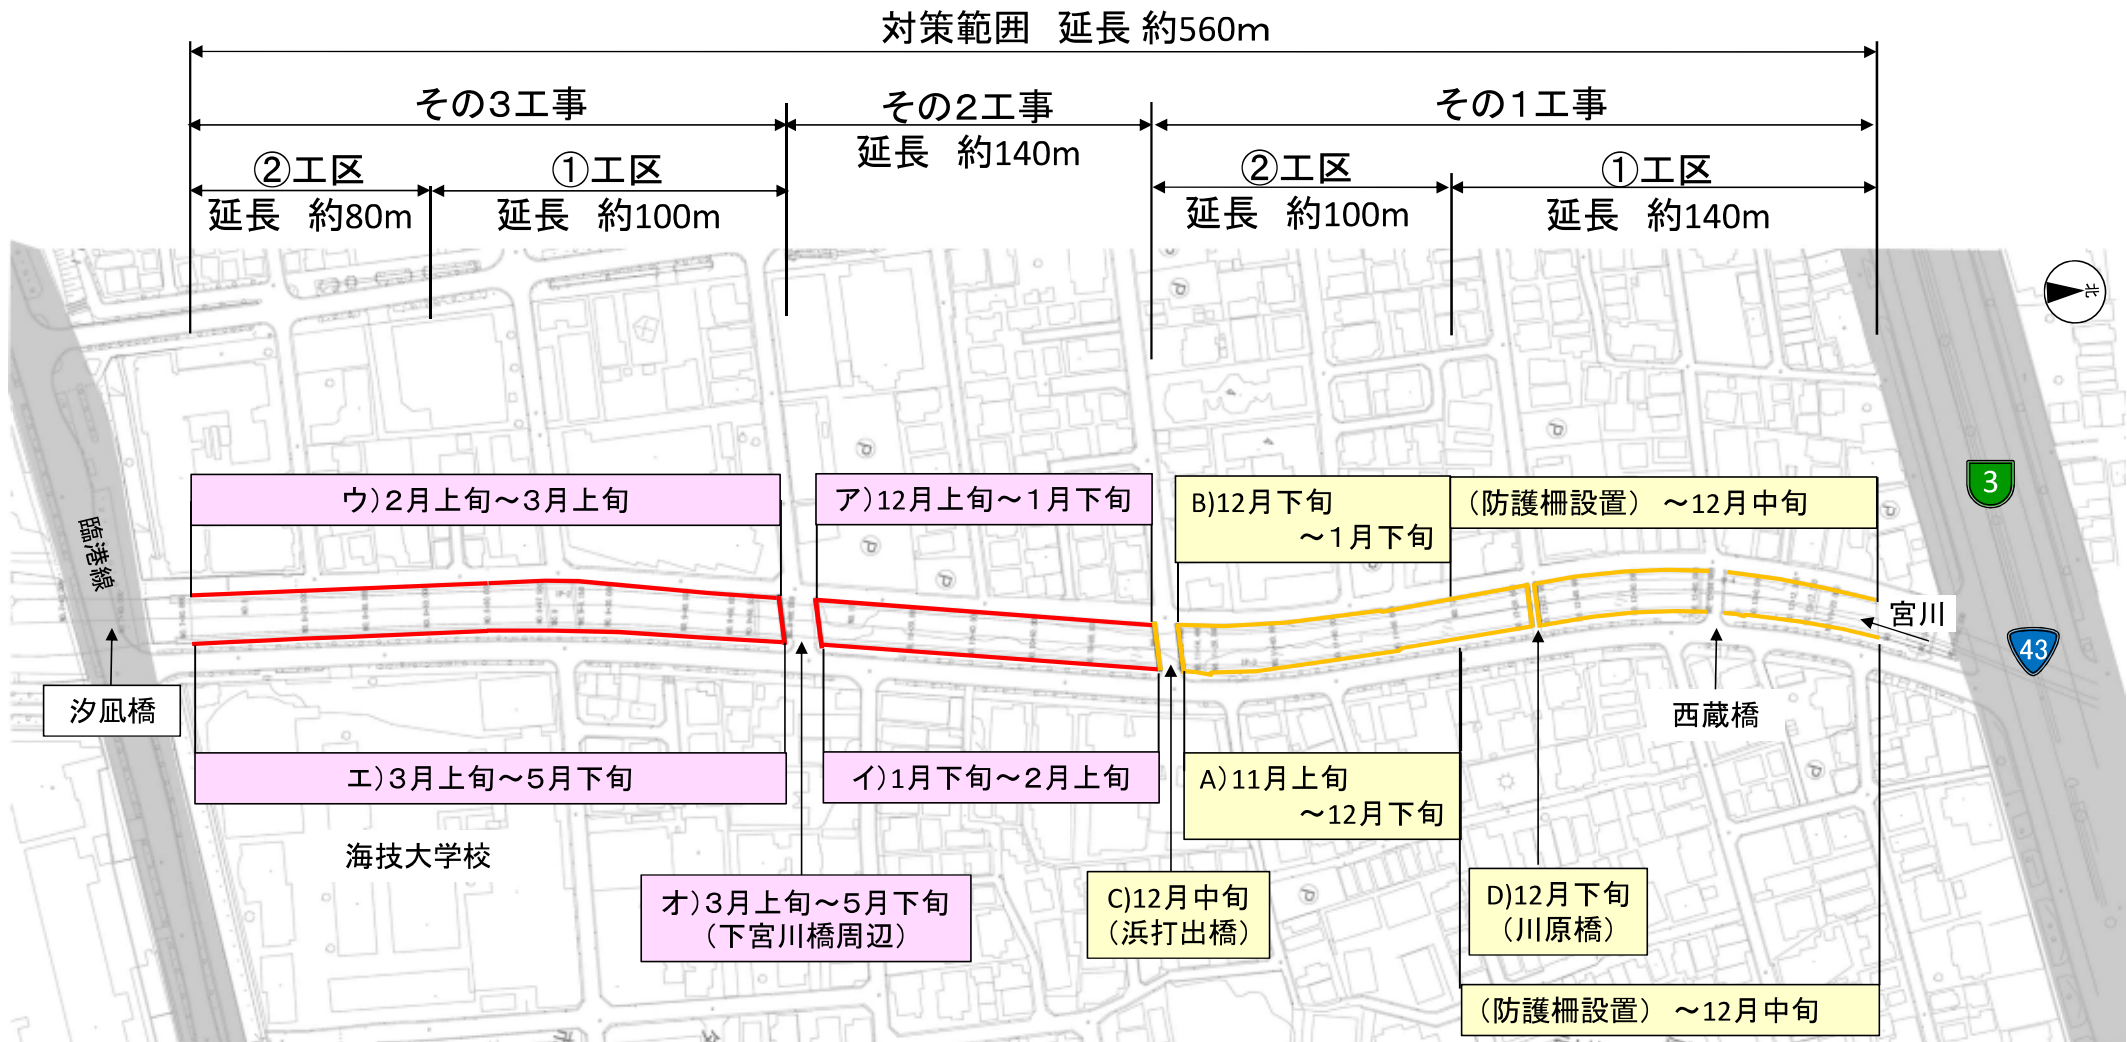 対策範囲 延長 約560m
その３工事
その２工事
その１工事
延長 約140m
②工区
①工区
②工区
①工区
延長 約80m
延長 約100m
延長 約100m
延長 約140m
北
ウ)２月上旬～３月上旬
ア)12月上旬～１月下旬
B)12月下旬
～１月下旬
(防護柵設置) ～12月中旬
3
臨港線
宮川
43
汐凪橋
西蔵橋
エ)３月上旬～５月下旬
イ)1月下旬～２月上旬
A)11月上旬
～12月下旬
海技大学校
オ)３月上旬～５月下旬
(下宮川橋周辺)
C)12月中旬
(浜打出橋)
D)12月下旬
(川原橋)
(防護柵設置) ～12月中旬